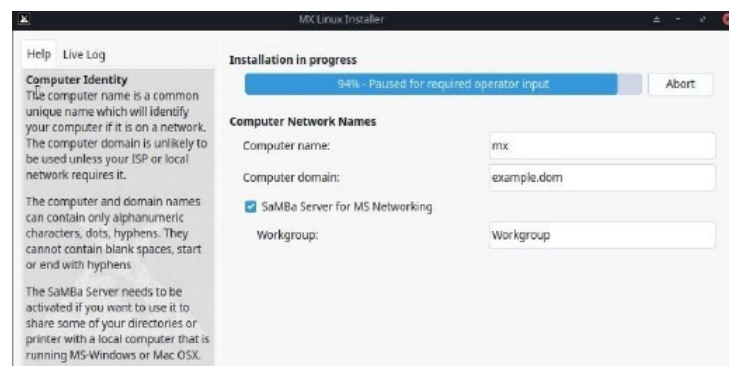 MX Linux Installer
Help Live Log
Computer Identity
The computer name is a common
unique name which will identify
your computer if it is on a network.
The computer domain is unlikely to
be used unless your ISP or local
network requires it.
The computer and domain names
can contain only alphanumeric
characters, dots, hyphens. They
cannot contain blank spaces, start
or end with hyphens
The SaMBa Server needs to be
activated if you want to use it to
share some of your directories or
printer with a local computer that is
running MS-Windows or Mac OSX.
Installation in progress
94% - Paused for required operator input
Abort
Computer Network Names
Computer name: mx
Computer domain: example.dom
SaMBa Server for MS Networking
Workgroup: Workgroup